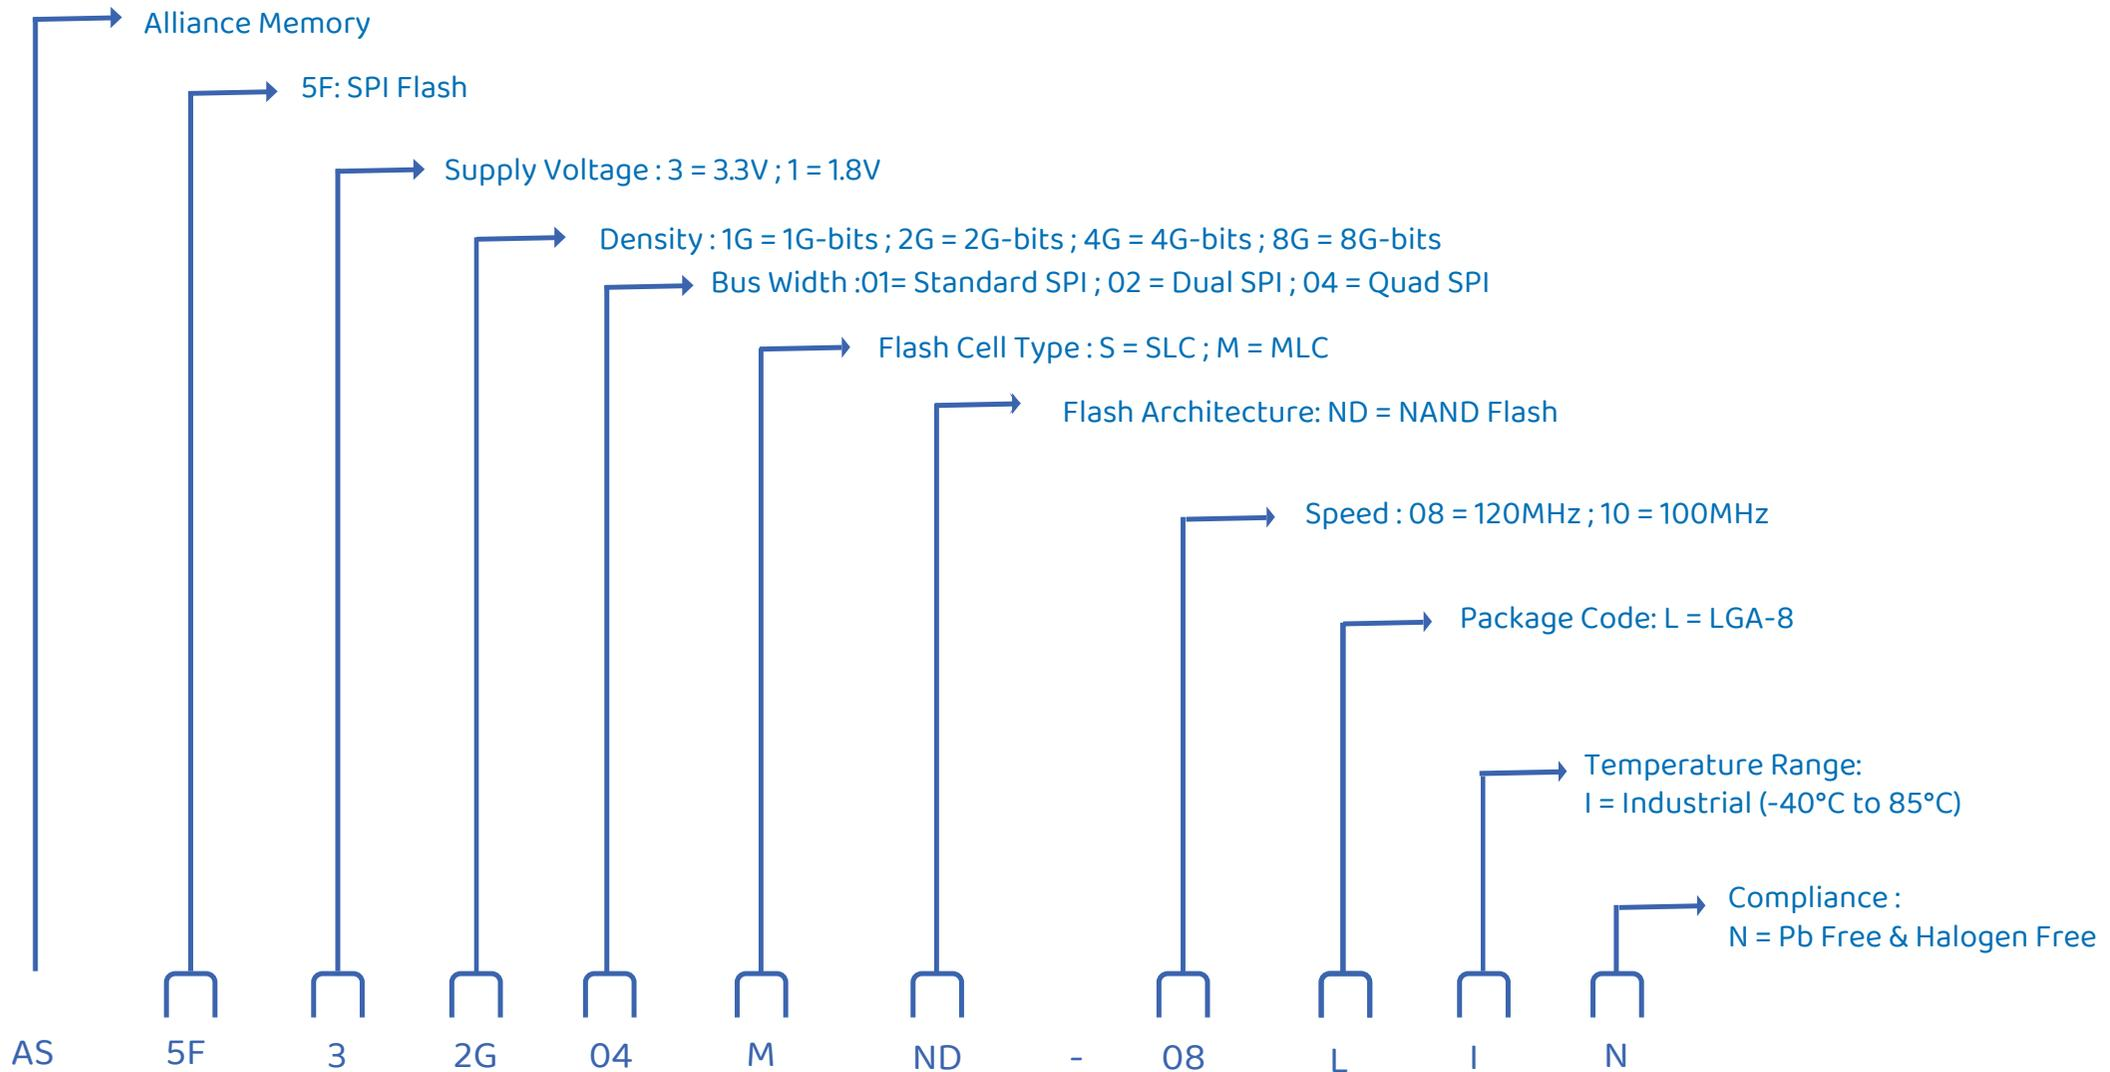 Alliance Memory
5F: SPI Flash
Supply Voltage : 3 = 3.3V ; 1 = 1.8V
Density : 1G = 1G-bits ; 2G = 2G-bits ; 4G = 4G-bits ; 8G = 8G-bits
Bus Width :01= Standard SPI ; 02 = Dual SPI ; 04 = Quad SPI
Flash Cell Type : S = SLC ; M = MLC
Flash Architecture: ND = NAND Flash
Speed : 08 = 120MHz ; 10 = 100MHz
Package Code: L = LGA-8
Temperature Range:
I = Industrial (-40°C to 85°C)
Compliance :
N = Pb Free & Halogen Free
AS 5F 3 2G 04 M ND - 08 L I N